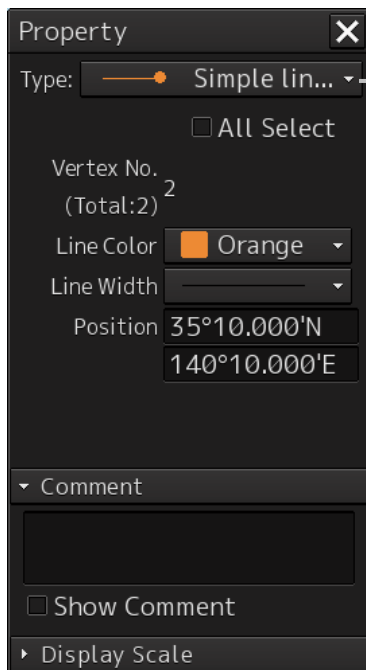 Property
Type: Simple lin...
All Select
Vertex No.
(Total:2) 2
Line Color Orange
Line Width
Position 35°10.000'N
140°10.000'E
Comment
Show Comment
Display Scale